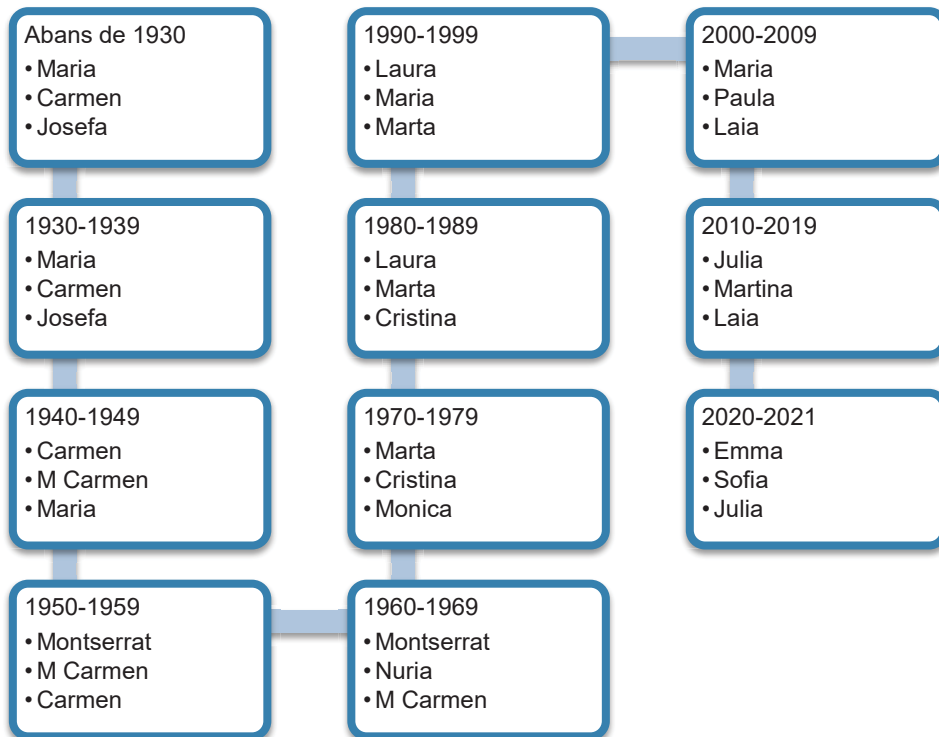 Abans de 1930
• Maria
• Carmen
• Josefa
1930-1939
• Maria
• Carmen
• Josefa
1940-1949
• Carmen
• M Carmen
• Maria
1950-1959
• Montserrat
• M Carmen
• Carmen
1960-1969
• Montserrat
• Nuria
• M Carmen
1970-1979
• Marta
• Cristina
• Monica
1980-1989
• Laura
• Marta
• Cristina
1990-1999
• Laura
• Maria
• Marta
2000-2009
• Maria
• Paula
• Laia
2010-2019
• Julia
• Martina
• Laia
2020-2021
• Emma
• Sofia
• Julia